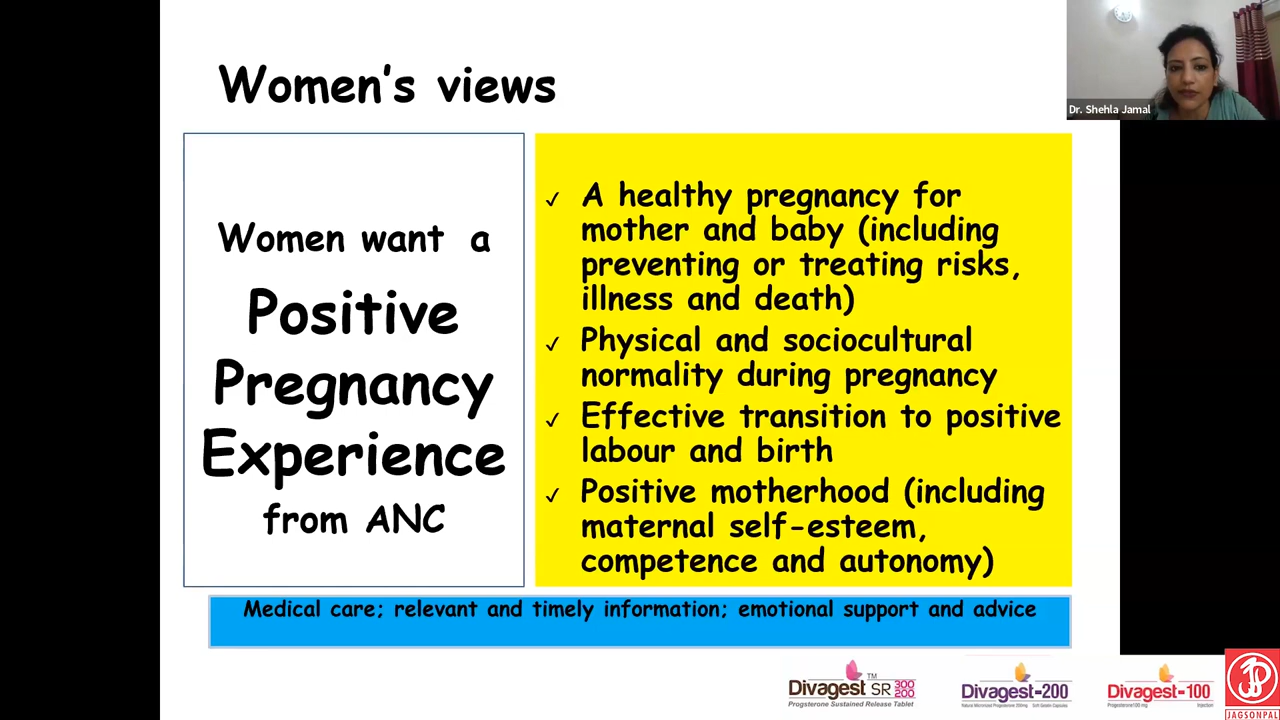 Women's views
Dr. Shehla Jamal
Women want a
Positive
Pregnancy
Experience
from ANC
✓ A healthy pregnancy for
mother and baby (including
preventing or treating risks,
illness and death)
✓ Physical and sociocultural
normality during pregnancy
✓ Effective transition to positive
labour and birth
✓ Positive motherhood (including
maternal self-esteem,
competence and autonomy)
Medical care; relevant and timely information; emotional support and advice
Divagest SR 300 200 TM
Progsterone Sustained Release Tablet
Divagest-200
Natural Micronized Progesterone 200mg Soft Gelatin Capsules
Divagest-100
Progesterone 100 mg Injection
JAGSONPAL